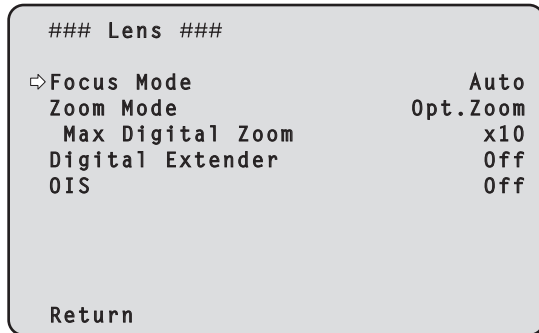 ### Lens ###
⇨Focus Mode Auto
Zoom Mode Opt.Zoom
Max Digital Zoom x10
Digital Extender Off
OIS Off
Return